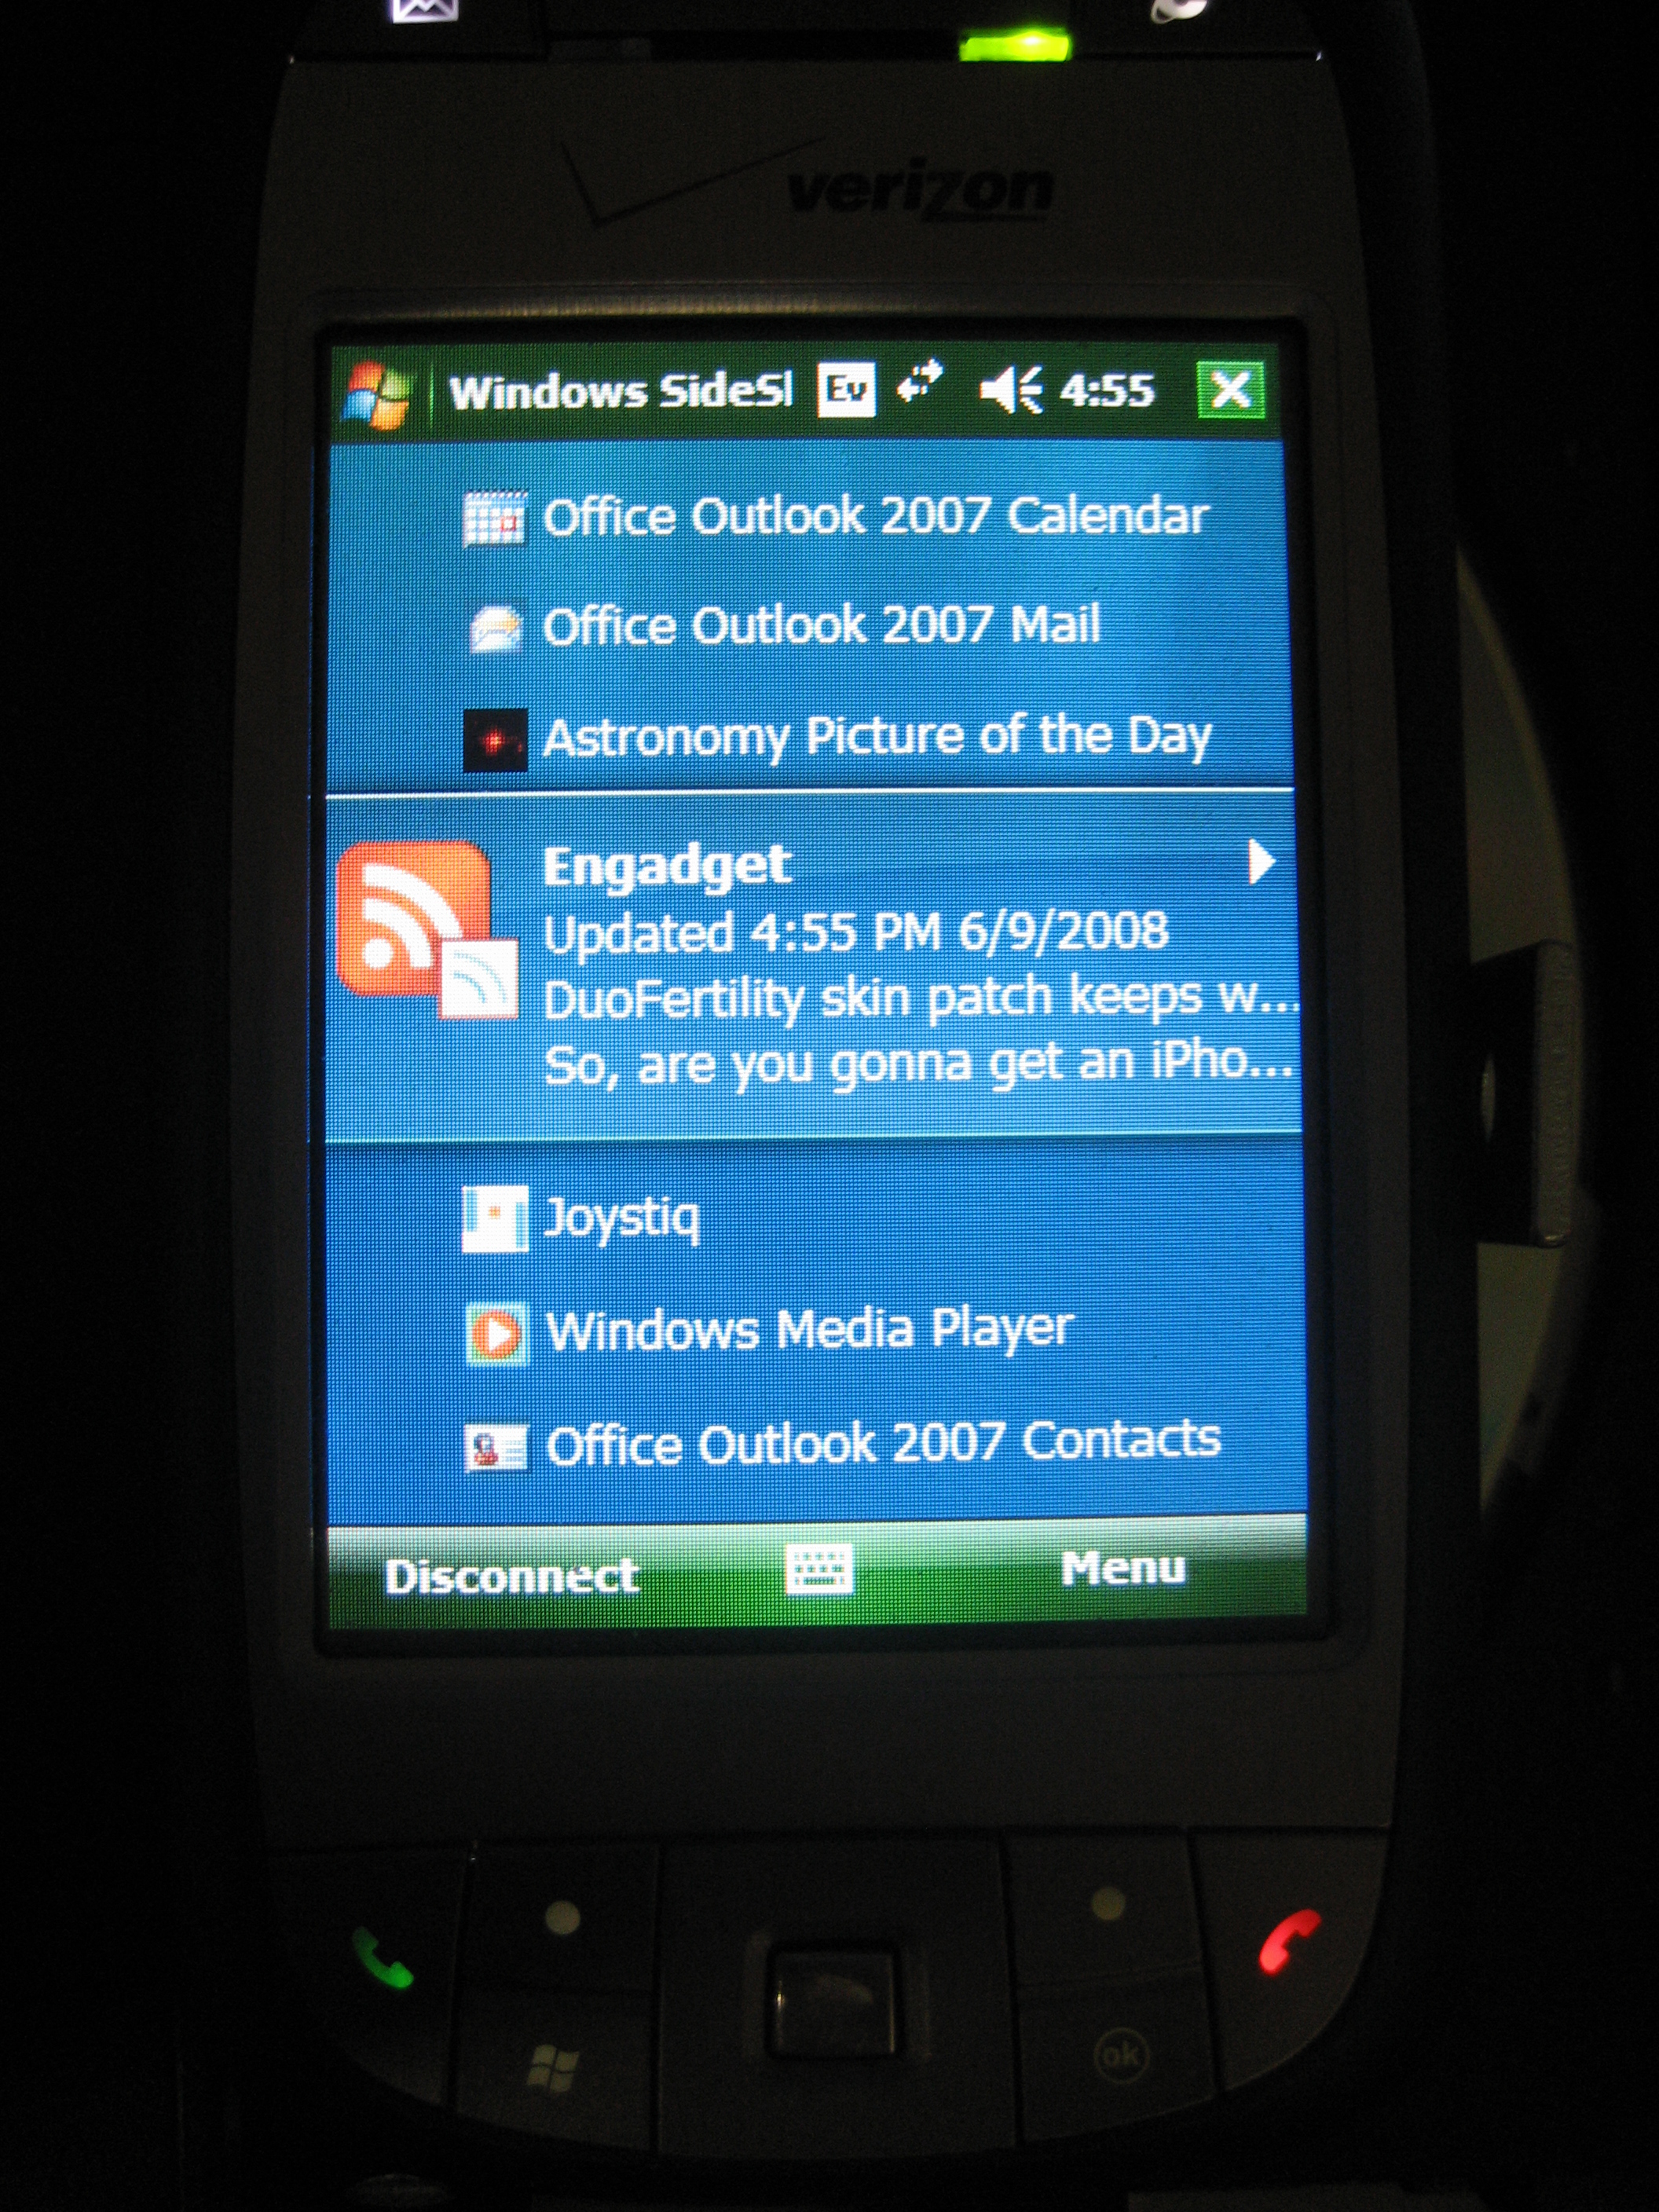 verizon
Windows SideSl Ev 4:55
Office Outlook 2007 Calendar
Office Outlook 2007 Mail
Astronomy Picture of the Day
Engadget
Updated 4:55 PM 6/9/2008
DuoFertility skin patch keeps w...
So, are you gonna get an iPho...
Joystiq
Windows Media Player
Office Outlook 2007 Contacts
Disconnect Menu
ok